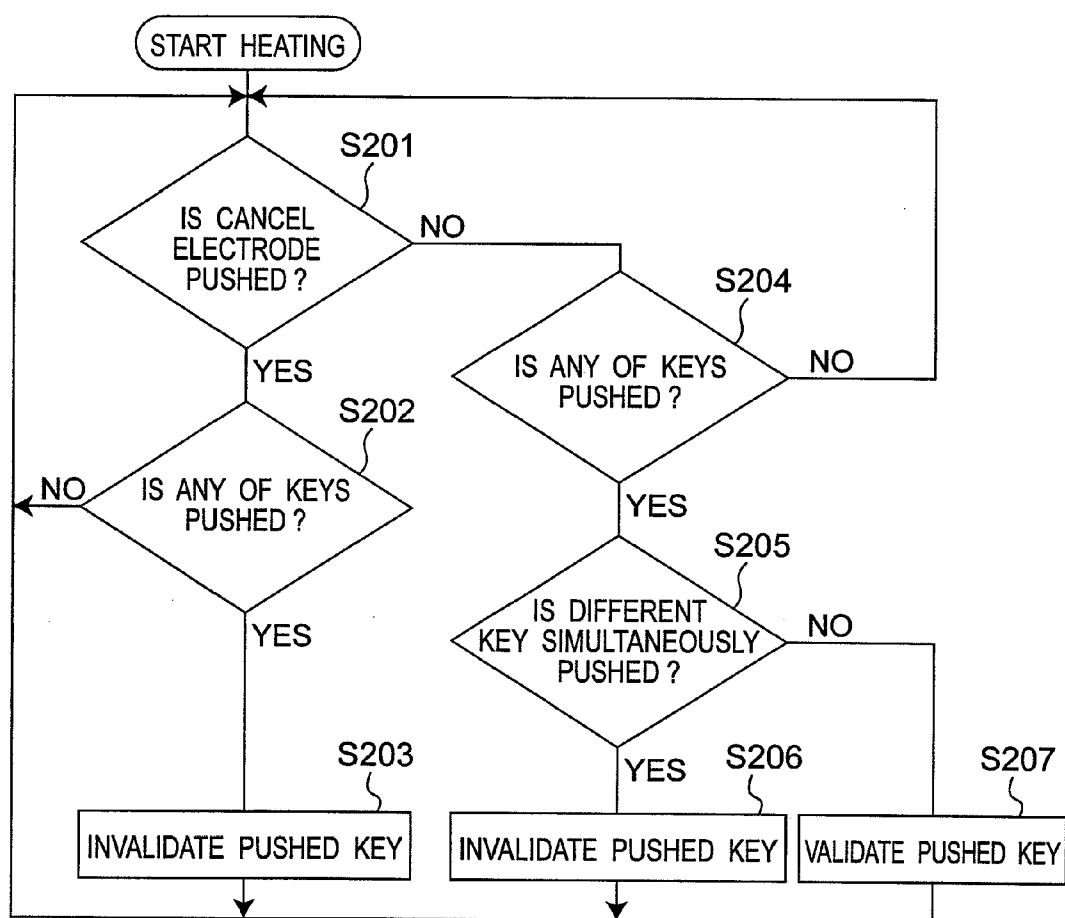 START HEATING
S201
IS CANCEL
ELECTRODE
PUSHED?
NO
YES
S204
IS ANY OF KEYS
PUSHED?
NO
YES
S202
IS ANY OF KEYS
PUSHED?
NO
YES
S205
IS DIFFERENT
KEY SIMULTANEOUSLY
PUSHED?
NO
YES
S203
INVALIDATE PUSHED KEY
S206
INVALIDATE PUSHED KEY
S207
VALIDATE PUSHED KEY